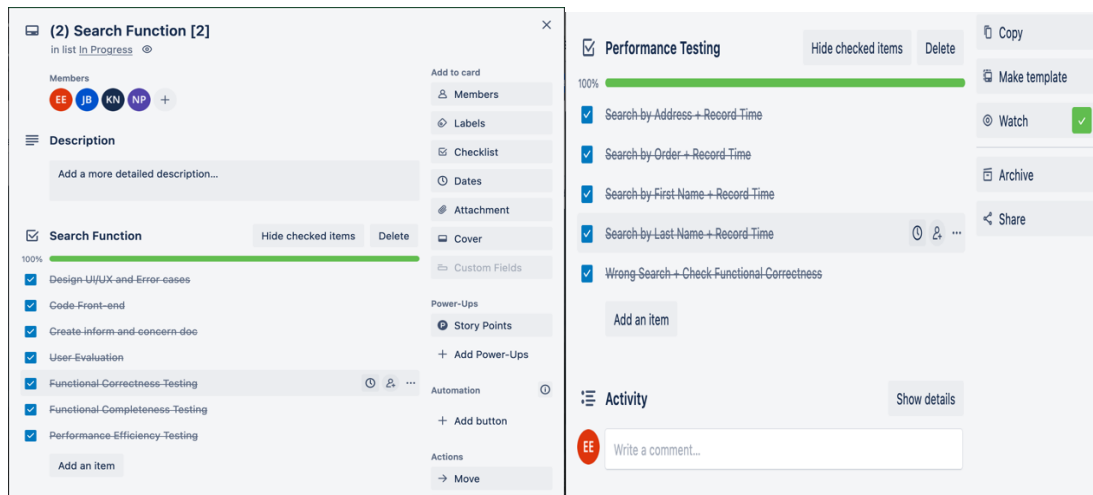 (2) Search Function [2]
in list In Progress
Members
EE JB KN NP +
Description
Add a more detailed description...
Search Function
Hide checked items
Delete
100%
Design UI/UX and Error cases
Code Front-end
Create inform and concern doc
User Evaluation
Functional Correctness Testing
Functional Completeness Testing
Performance Efficiency Testing
Add an item
Add to card
Members
Labels
Checklist
Dates
Attachment
Cover
Custom Fields
Power-Ups
Story Points
+ Add Power-Ups
Automation
+ Add button
Actions
Move
Performance Testing
Hide checked items
Delete
100%
Search by Address + Record Time
Search by Order + Record Time
Search by First Name + Record Time
Search by Last Name + Record Time
Wrong Search + Check Functional Correctness
Add an item
Activity
Show details
EE
Write a comment...
Copy
Make template
Watch
Archive
Share